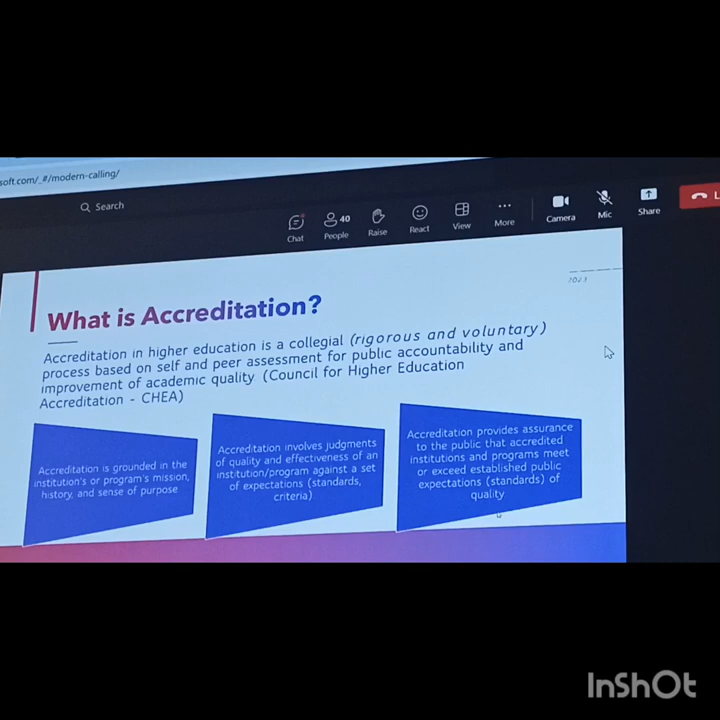 soft.com/_#/modern-calling/
Search
Chat
40
People
Raise
React
View
More
Camera
Mic
Share
L
2023
What is Accreditation?
Accreditation in higher education is a collegial (rigorous and voluntary)
process based on self and peer assessment for public accountability and
improvement of academic quality (Council for Higher Education
Accreditation - CHEA)
Accreditation is grounded in the
institution's or program's mission,
history, and sense of purpose
Accreditation involves judgments
of quality and effectiveness of an
institution/program against a set
of expectations (standards,
criteria)
Accreditation provides assurance
to the public that accredited
institutions and programs meet
or exceed established public
expectations (standards) of
quality
InShOt